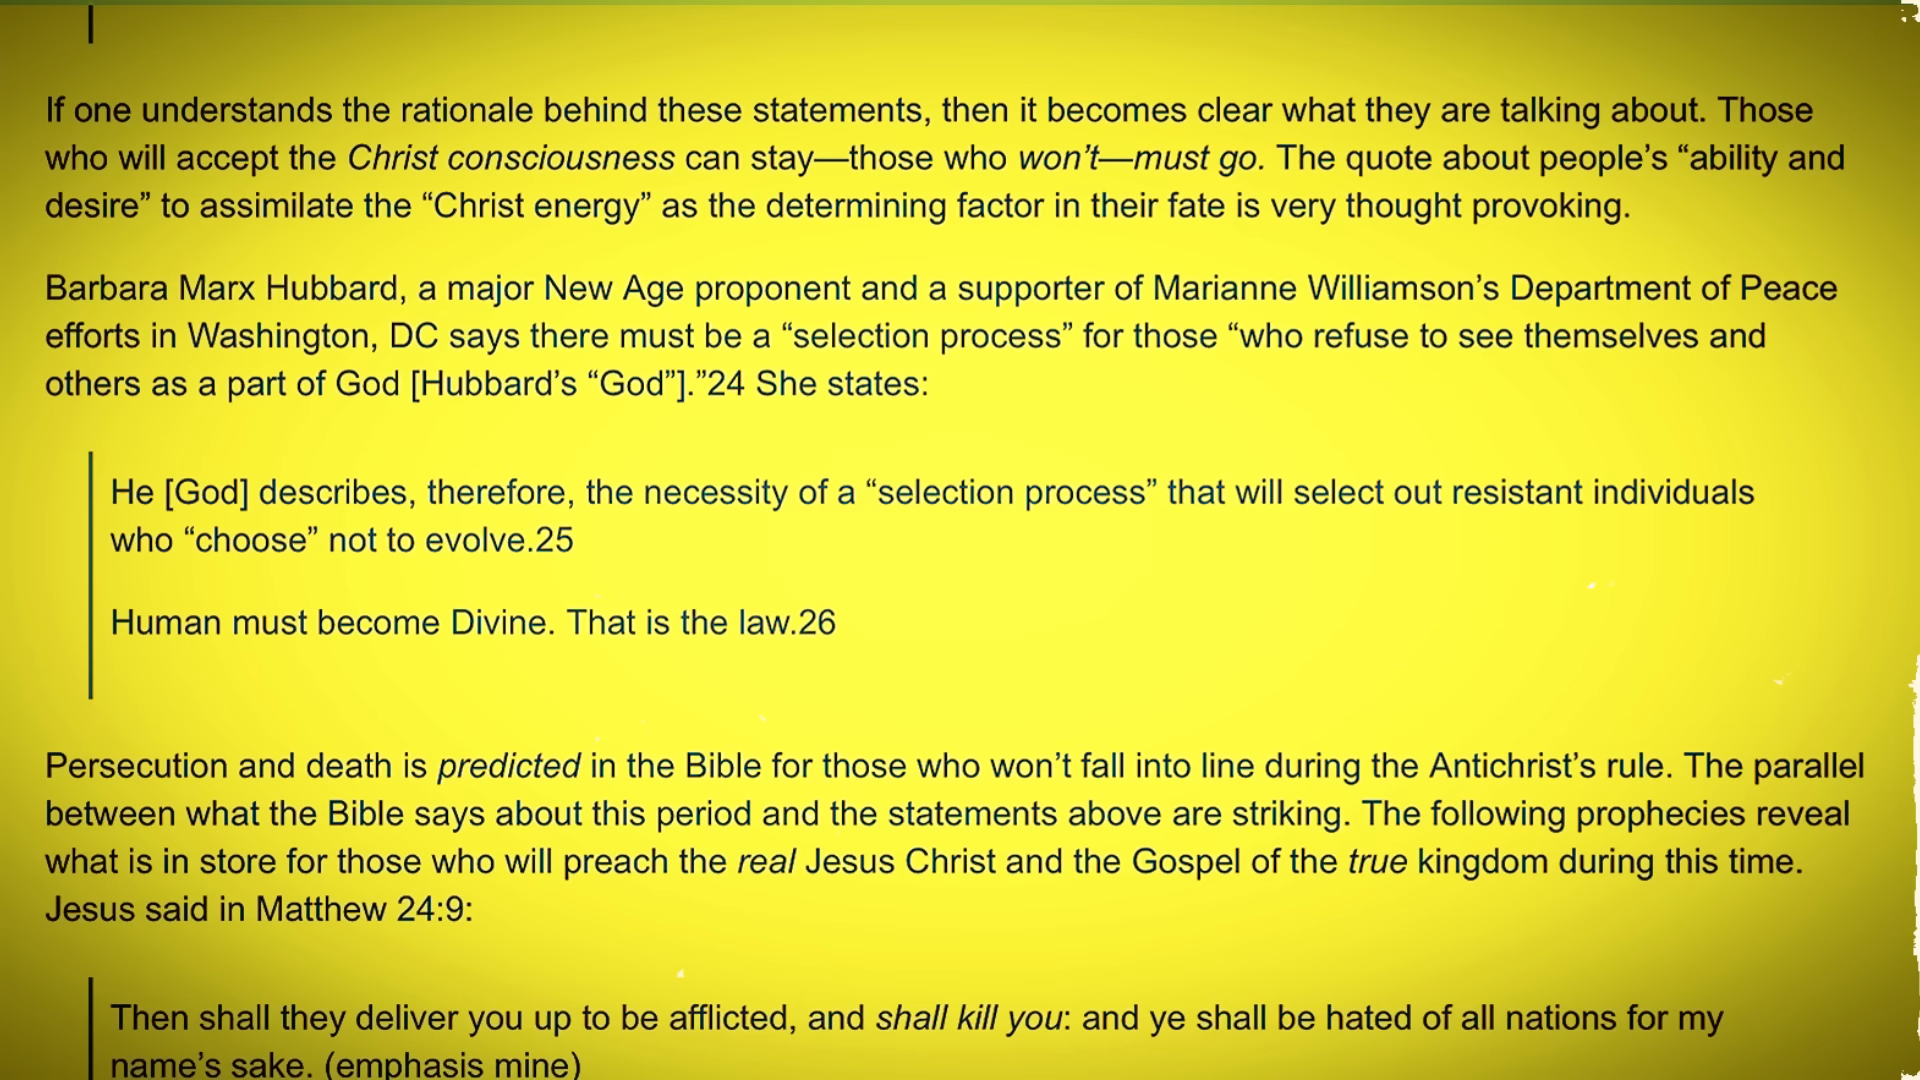 If one understands the rationale behind these statements, then it becomes clear what they are talking about. Those
who will accept the Christ consciousness can stay—those who won’t—must go. The quote about people’s “ability and
desire” to assimilate the “Christ energy” as the determining factor in their fate is very thought provoking.
Barbara Marx Hubbard, a major New Age proponent and a supporter of Marianne Williamson’s Department of Peace
efforts in Washington, DC says there must be a “selection process” for those “who refuse to see themselves and
others as a part of God [Hubbard’s “God”].”24 She states:
He [God] describes, therefore, the necessity of a “selection process” that will select out resistant individuals
who “choose” not to evolve.25
Human must become Divine. That is the law.26
Persecution and death is predicted in the Bible for those who won’t fall into line during the Antichrist’s rule. The parallel
between what the Bible says about this period and the statements above are striking. The following prophecies reveal
what is in store for those who will preach the real Jesus Christ and the Gospel of the true kingdom during this time.
Jesus said in Matthew 24:9:
Then shall they deliver you up to be afflicted, and shall kill you: and ye shall be hated of all nations for my
name’s sake. (emphasis mine)